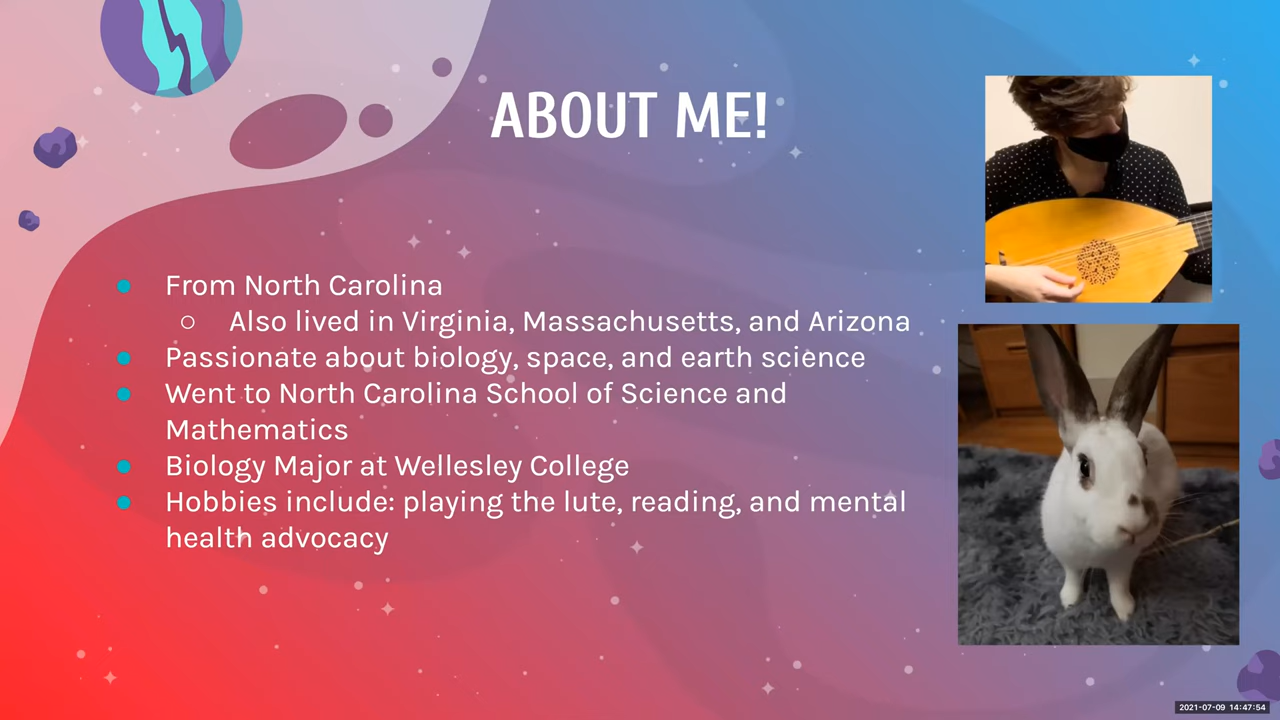 ABOUT ME!
From North Carolina
Also lived in Virginia, Massachusetts, and Arizona
Passionate about biology, space, and earth science
Went to North Carolina School of Science and
Mathematics
Biology Major at Wellesley College
Hobbies include: playing the lute, reading, and mental
health advocacy
2021-07-09 14:47:54